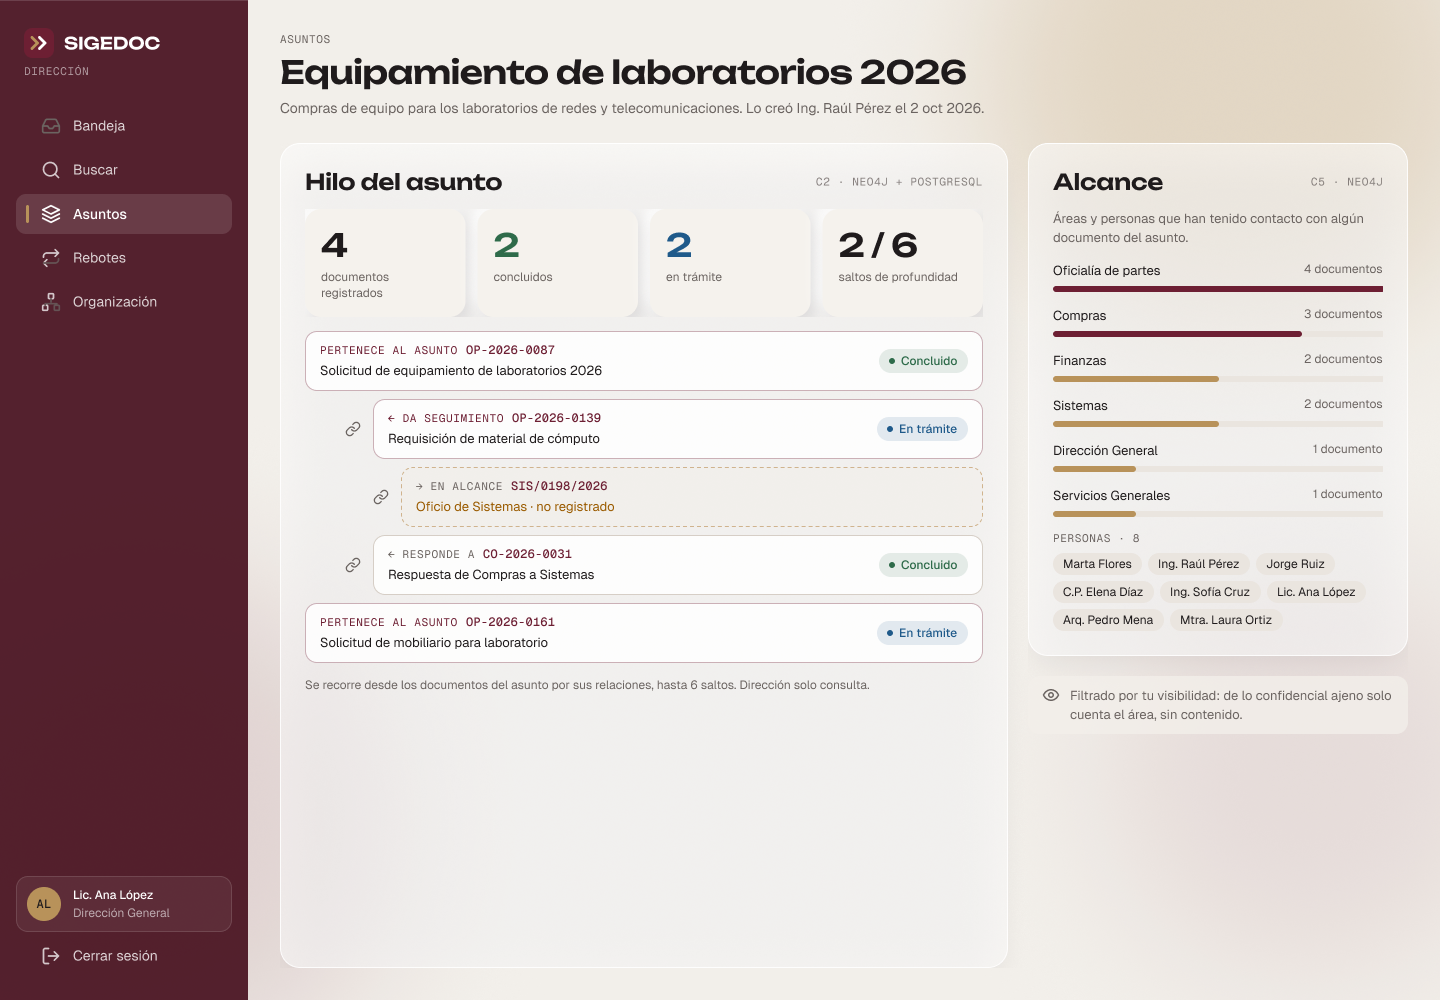 SIGEDOC
DIRECCIÓN
Bandeja
Buscar
Asuntos
Rebotes
Organización
AL
Lic. Ana López
Dirección General
Cerrar sesión
ASUNTOS
Equipamiento de laboratorios 2026
Compras de equipo para los laboratorios de redes y telecomunicaciones. Lo creó Ing. Raúl Pérez el 2 oct 2026.
Hilo del asunto
C2 · NEO4J + POSTGRESQL
4
documentos
registrados
2
concluidos
2
en trámite
2 / 6
saltos de profundidad
PERTENECE AL ASUNTO OP-2026-0087
Solicitud de equipamiento de laboratorios 2026
Concluido
← DA SEGUIMIENTO OP-2026-0139
Requisición de material de cómputo
En trámite
→ EN ALCANCE SIS/0198/2026
Oficio de Sistemas · no registrado
← RESPONDE A CO-2026-0031
Respuesta de Compras a Sistemas
Concluido
PERTENECE AL ASUNTO OP-2026-0161
Solicitud de mobiliario para laboratorio
En trámite
Se recorre desde los documentos del asunto por sus relaciones, hasta 6 saltos. Dirección solo consulta.
Alcance
C5 · NEO4J
Áreas y personas que han tenido contacto con algún
documento del asunto.
Oficialía de partes 4 documentos
Compras 3 documentos
Finanzas 2 documentos
Sistemas 2 documentos
Dirección General 1 documento
Servicios Generales 1 documento
PERSONAS · 8
Marta Flores Ing. Raúl Pérez Jorge Ruiz
C.P. Elena Díaz Ing. Sofía Cruz Lic. Ana López
Arq. Pedro Mena Mtra. Laura Ortiz
Filtrado por tu visibilidad: de lo confidencial ajeno solo
cuenta el área, sin contenido.